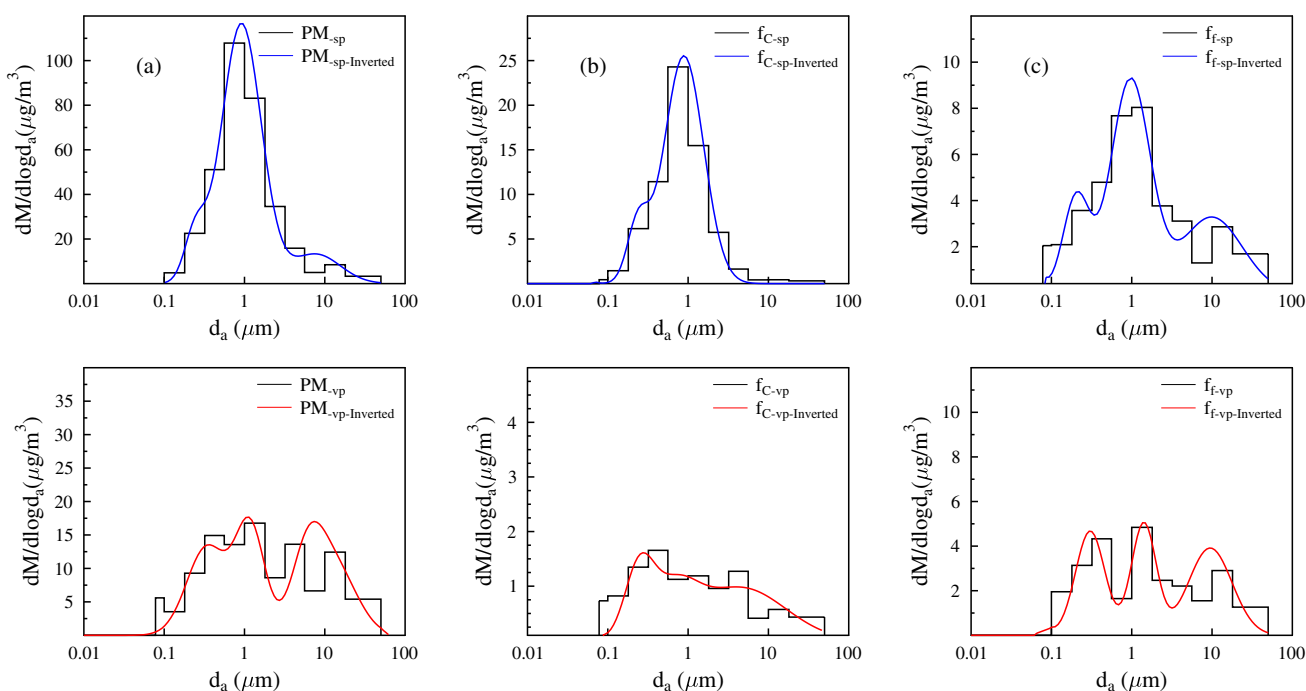 PM-sp
PM-sp-Inverted
(a)
100
80
60
40
20
dM/dlogda(μg/m3)
0.01 0.1 1 10 100
da (μm)
fC-sp
fC-sp-Inverted
(b)
25
20
15
10
5
dM/dlogda(μg/m3)
0.01 0.1 1 10 100
da (μm)
ff-sp
ff-sp-Inverted
(c)
10
8
6
4
2
dM/dlogda(μg/m3)
0.01 0.1 1 10 100
da (μm)
PM-vp
PM-vp-Inverted
35
30
25
20
15
10
5
dM/dlogda(μg/m3)
0.01 0.1 1 10 100
da (μm)
fC-vp
fC-vp-Inverted
4
3
2
1
dM/dlogda(μg/m3)
0.01 0.1 1 10 100
da (μm)
ff-vp
ff-vp-Inverted
10
8
6
4
2
dM/dlogda(μg/m3)
0.01 0.1 1 10 100
da (μm)